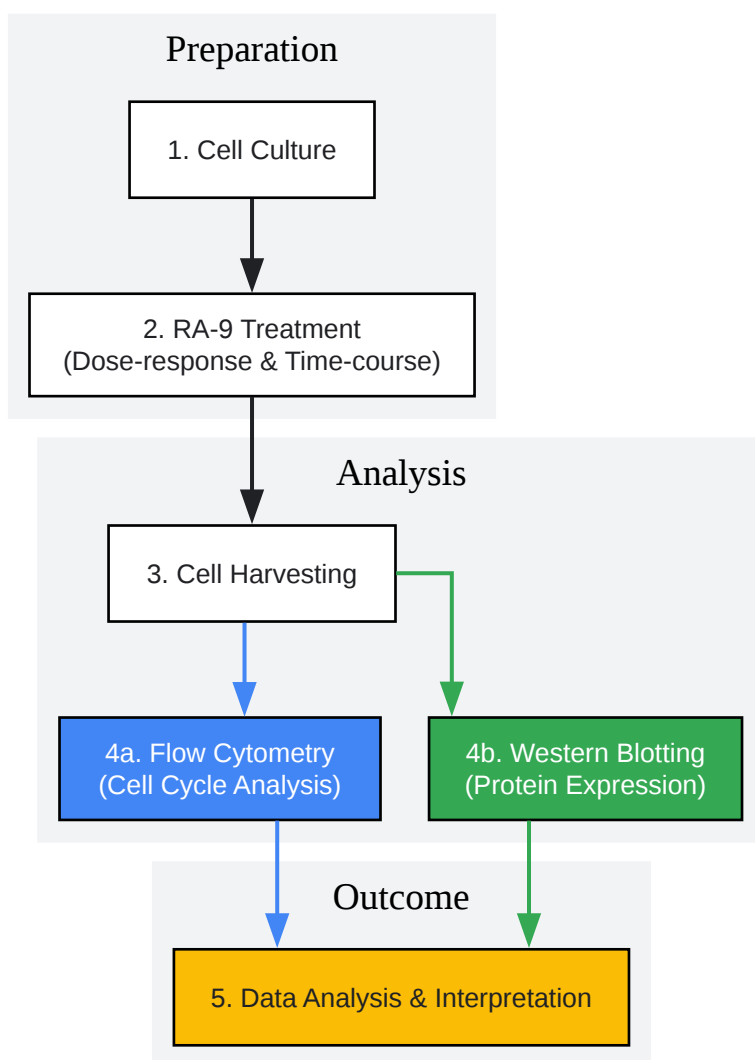 Preparation
1. Cell Culture
2. RA-9 Treatment
(Dose-response & Time-course)
Analysis
3. Cell Harvesting
4a. Flow Cytometry
(Cell Cycle Analysis)
4b. Western Blotting
(Protein Expression)
Outcome
5. Data Analysis & Interpretation